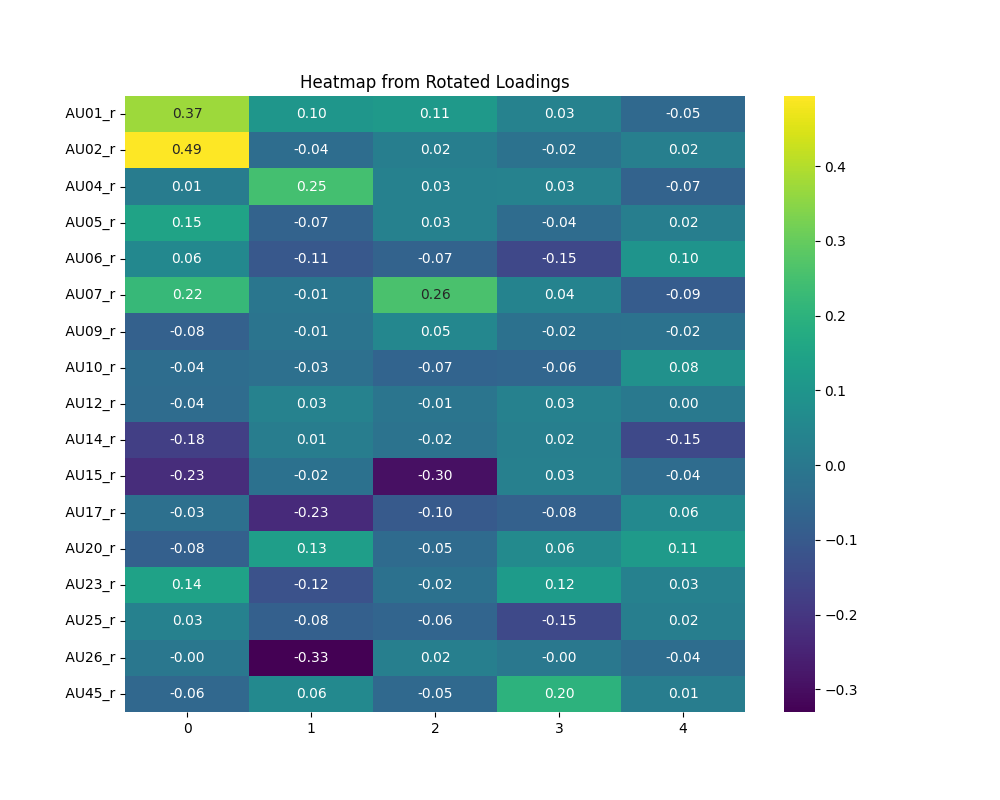 Heatmap from Rotated Loadings
AU01_r 0.37 0.10 0.11 0.03 -0.05
AU02_r 0.49 -0.04 0.02 -0.02 0.02
AU04_r 0.01 0.25 0.03 0.03 -0.07
AU05_r 0.15 -0.07 0.03 -0.04 0.02
AU06_r 0.06 -0.11 -0.07 -0.15 0.10
AU07_r 0.22 -0.01 0.26 0.04 -0.09
AU09_r -0.08 -0.01 0.05 -0.02 -0.02
AU10_r -0.04 -0.03 -0.07 -0.06 0.08
AU12_r -0.04 0.03 -0.01 0.03 0.00
AU14_r -0.18 0.01 -0.02 0.02 -0.15
AU15_r -0.23 -0.02 -0.30 0.03 -0.04
AU17_r -0.03 -0.23 -0.10 -0.08 0.06
AU20_r -0.08 0.13 -0.05 0.06 0.11
AU23_r 0.14 -0.12 -0.02 0.12 0.03
AU25_r 0.03 -0.08 -0.06 -0.15 0.02
AU26_r -0.00 -0.33 0.02 -0.00 -0.04
AU45_r -0.06 0.06 -0.05 0.20 0.01
0 1 2 3 4
0.4
0.3
0.2
0.1
0.0
−0.1
−0.2
−0.3